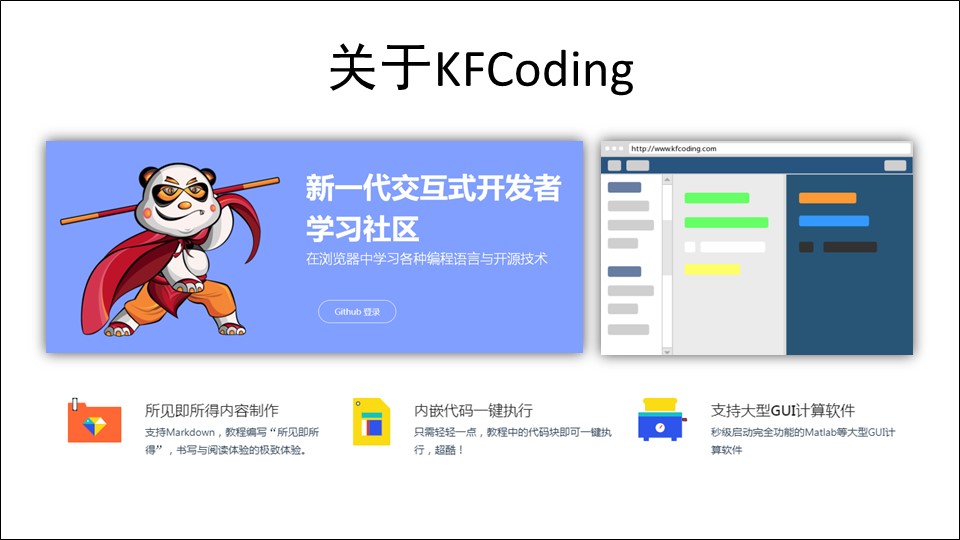 关于KFCoding
新一代交互式开发者
学习社区
在浏览器中学习各种编程语言与开源技术
Github 登录
http://www.kfcoding.com
所见即所得内容制作
支持Markdown，教程编写“所见即所
得”，书写与阅读体验的极致体验。
内嵌代码一键执行
只需轻轻一点，教程中的代码块即可一键执
行，超酷！
支持大型GUI计算软件
秒级启动完全功能的Matlab等大型GUI计
算软件